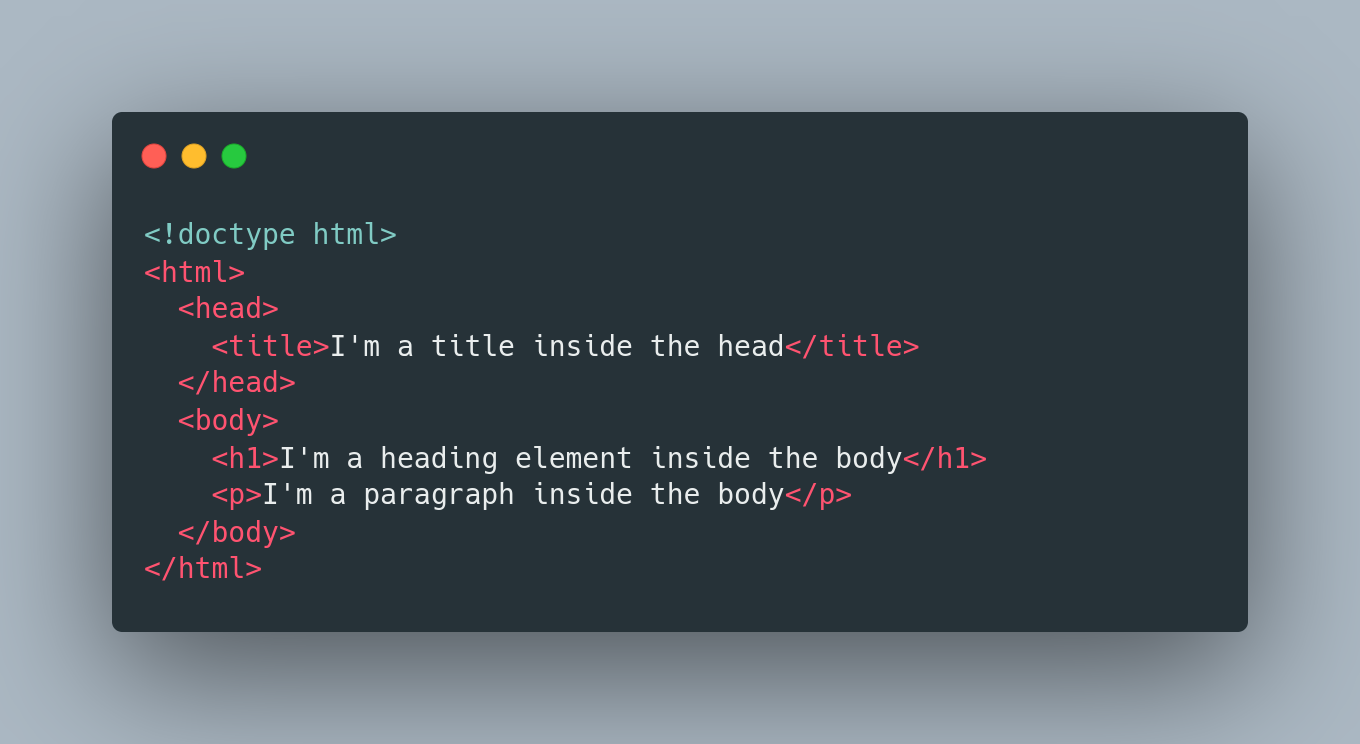 <!doctype html>
<html>
  <head>
    <title>I'm a title inside the head</title>
  </head>
  <body>
    <h1>I'm a heading element inside the body</h1>
    <p>I'm a paragraph inside the body</p>
  </body>
</html>